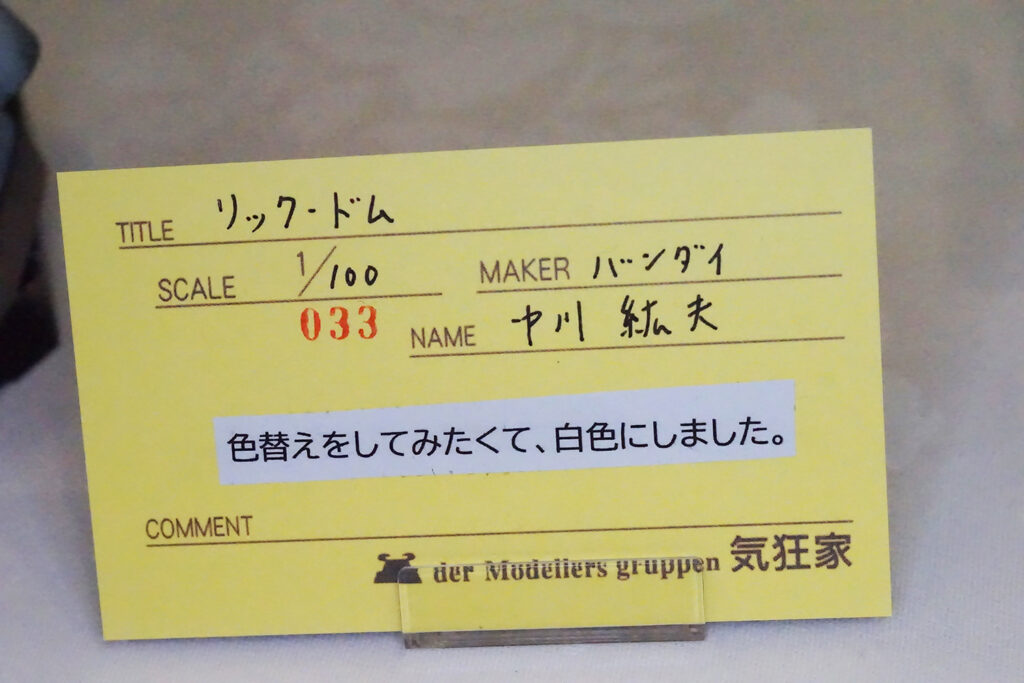 TITLE リック・ドム
SCALE 1/100 MAKER バンダイ
033 NAME 中川 紘夫
色替えをしてみたくて、白色にしました。
COMMENT
der Modellers gruppen 気狂家